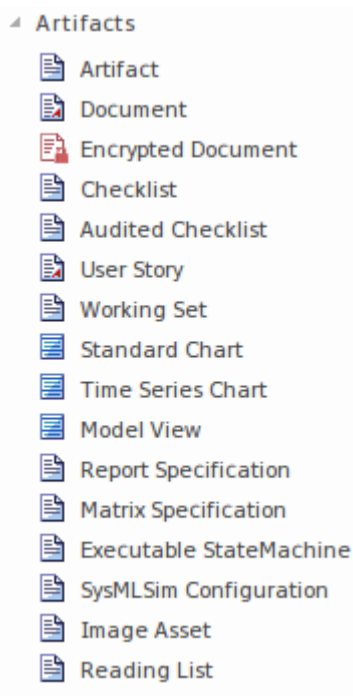 Artifacts
Artifact
Document
Encrypted Document
Checklist
Audited Checklist
User Story
Working Set
Standard Chart
Time Series Chart
Model View
Report Specification
Matrix Specification
Executable StateMachine
SysMLSim Configuration
Image Asset
Reading List